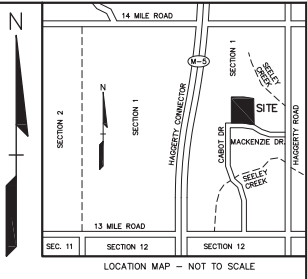 N
14 MILE ROAD
M-5
SECTION 1
SEELEY
CREEK
N
SECTION 2
SECTION 1
HAGGERTY CONNECTOR
SITE
CABOT DR
MACKENZIE DR.
HAGGERTY ROAD
SEELEY
CREEK
13 MILE ROAD
SEC. 11
SECTION 12
SECTION 12
LOCATION MAP - NOT TO SCALE